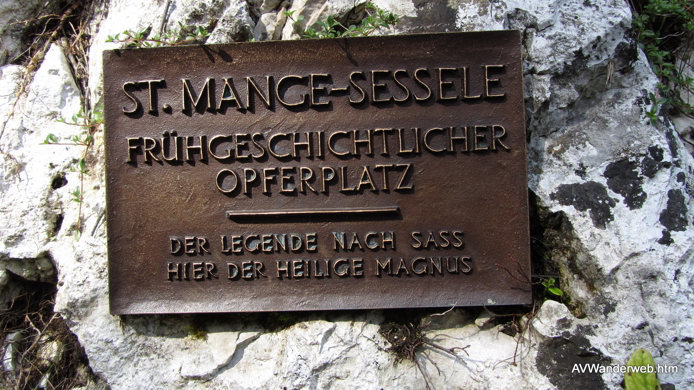 ST. MANGE-SESSELE
FRÜHGESCHICHTLICHER
OPFERPLATZ
DER LEGENDE NACH SASS
HIER DER HEILIGE MAGNUS
AVWanderweb.htm